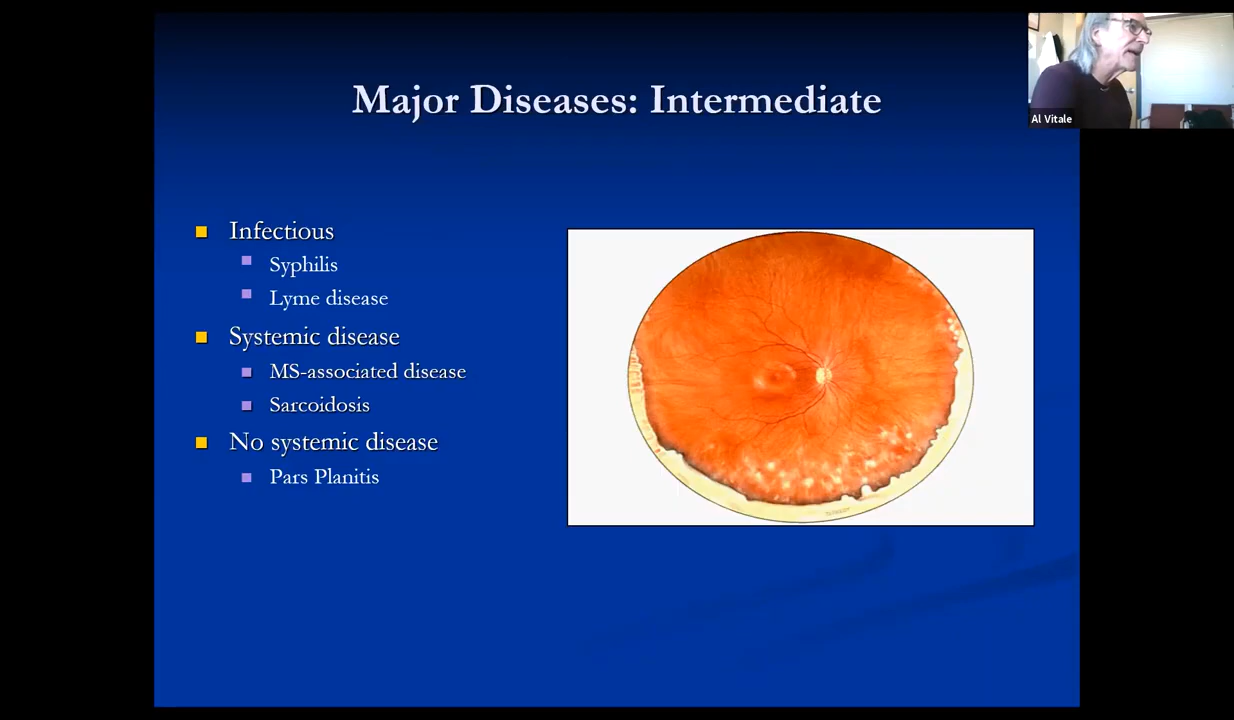 Major Diseases: Intermediate
Al Vitale
Infectious
Syphilis
Lyme disease
Systemic disease
MS-associated disease
Sarcoidosis
No systemic disease
Pars Planitis